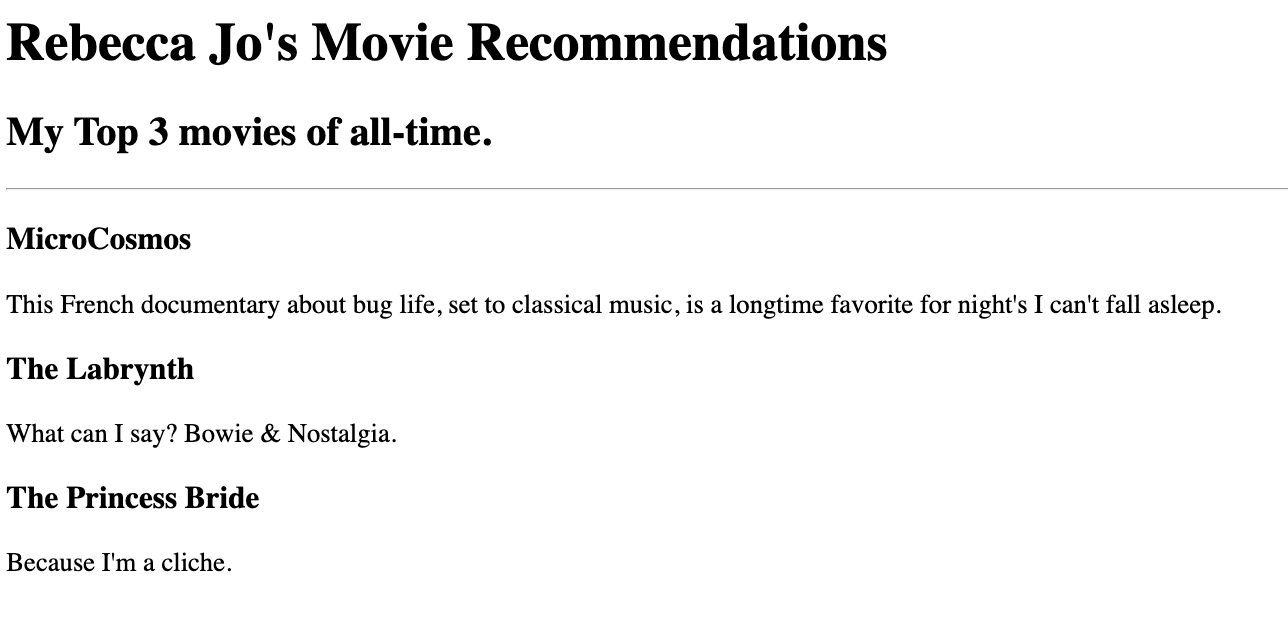 Rebecca Jo's Movie Recommendations
My Top 3 movies of all-time.
MicroCosmos
This French documentary about bug life, set to classical music, is a longtime favorite for night's I can't fall asleep.
The Labrynth
What can I say? Bowie & Nostalgia.
The Princess Bride
Because I'm a cliche.